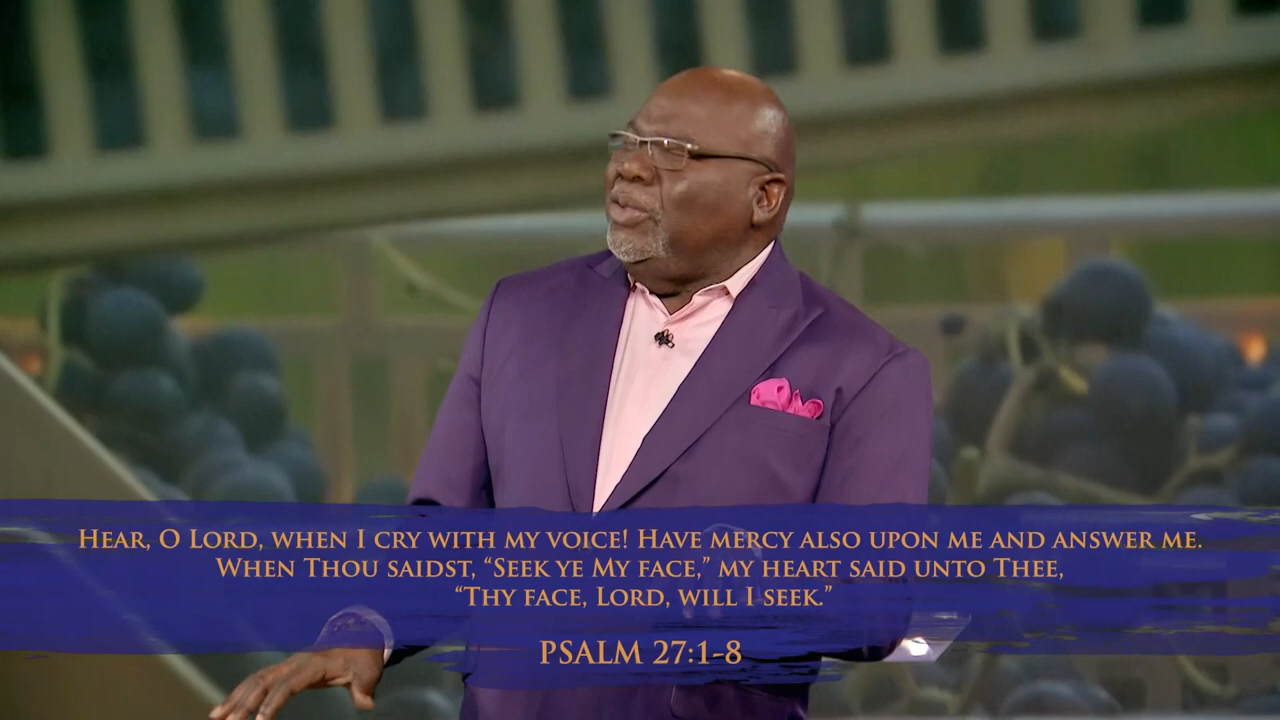 Hear, O Lord, when I cry with my voice! Have mercy also upon me and answer me.
When Thou saidst, “Seek ye My face,” my heart said unto Thee,
“Thy face, Lord, will I seek.”
PSALM 27:1-8